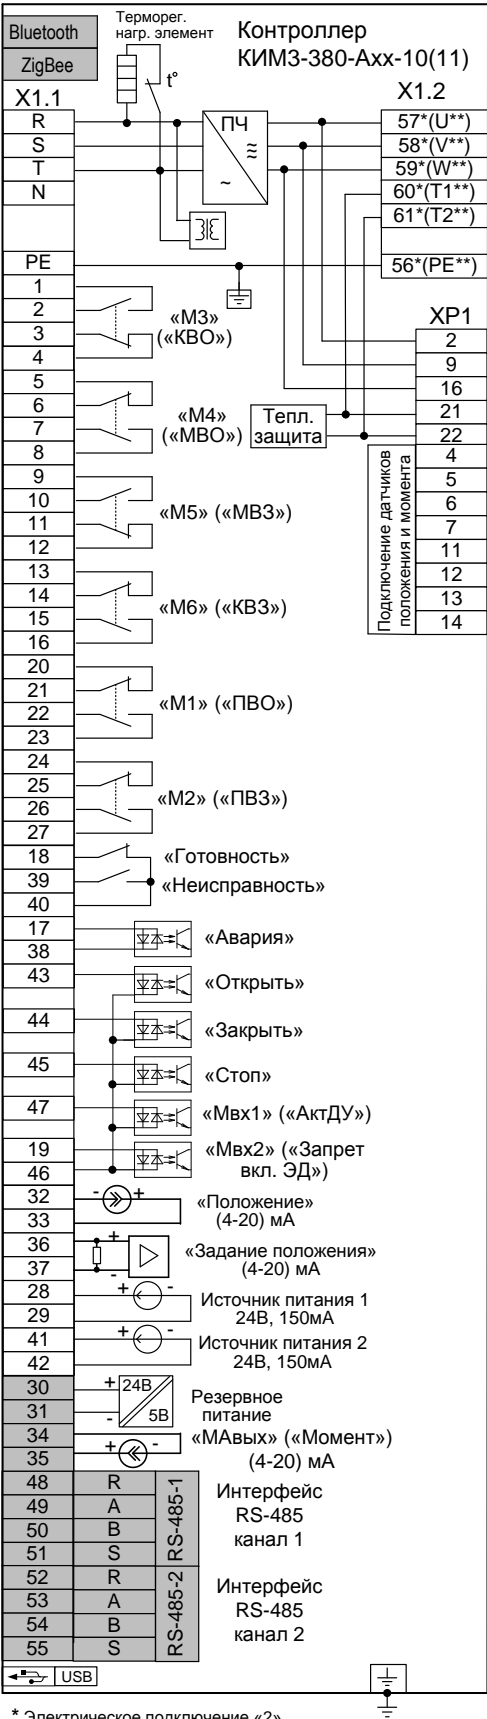 Bluetooth
ZigBee
Терморег.
нагр. элемент
t°
Контроллер
КИМ3-380-Ахх-10(11)
X1.1
X1.2
R
S
T
N
PE
ПЧ
≈
~
57*(U**)
58*(V**)
59*(W**)
60*(T1**)
61*(T2**)
56*(PE**)
XP1
2
9
16
21
22
4
5
6
7
11
12
13
14
Тепл.
защита
Подключение датчиков
положения и момента
1
2
3
4
«М3»
(«КВО»)
5
6
7
8
«М4»
(«МВО»)
9
10
11
12
«М5» («МВЗ»)
13
14
15
16
«М6» («КВЗ»)
20
21
22
23
«М1» («ПВО»)
24
25
26
27
«М2» («ПВЗ»)
18
39
40
«Готовность»
«Неисправность»
17
38
«Авария»
43
«Открыть»
44
«Закрыть»
45
«Стоп»
47
«Мвх1» («АктДУ»)
19
46
«Мвх2» («Запрет
вкл. ЭД»)
32
33
- +
«Положение»
(4-20) мА
36
37
+
-
«Задание положения»
(4-20) мА
28
29
+ -
Источник питания 1
24В, 150мА
41
42
+ -
Источник питания 2
24В, 150мА
30
31
+
-
24В
5В
Резервное
питание
34
35
+ -
«МАвых» («Момент»)
(4-20) мА
48 R
49 A
50 B
51 S
RS-485-1
Интерфейс
RS-485
канал 1
52 R
53 A
54 B
55 S
RS-485-2
Интерфейс
RS-485
канал 2
USB
* Электрическое подключение «2»